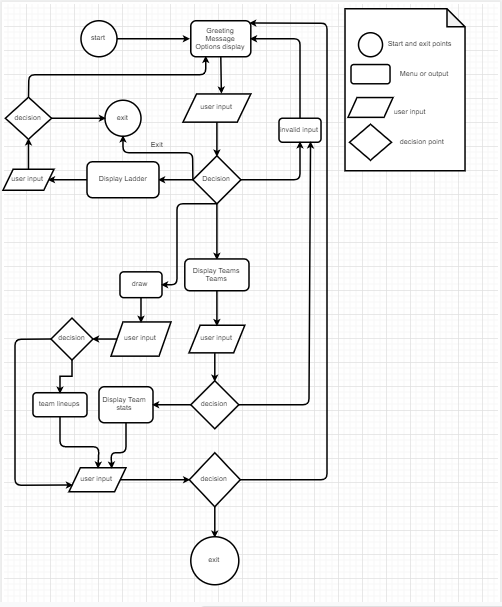 start
Greeting
Message
Options display
Start and exit points
Menu or output
user input
decision point
user input
decision
exit
invalid input
Exit
user input
Display Ladder
Decision
Display Teams
Teams
draw
decision
user input
user input
team lineups
Display Team
stats
decision
user input
decision
exit